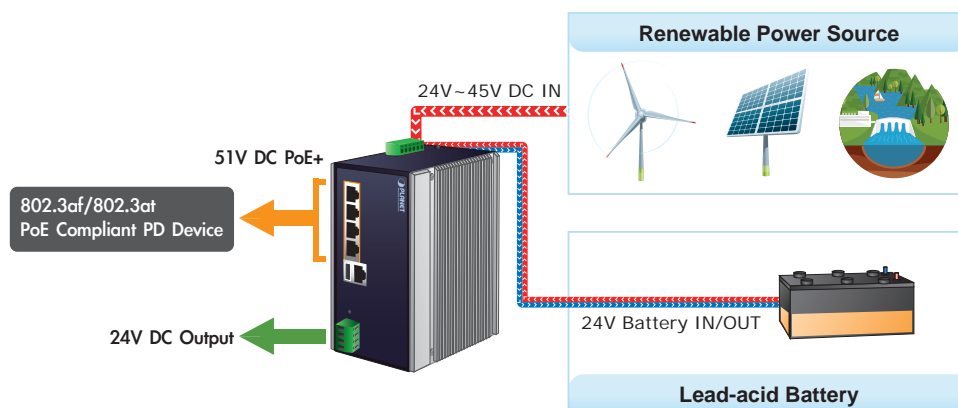 Renewable Power Source
24V~45V DC IN
51V DC PoE+
PLANET
802.3af/802.3at
PoE Compliant PD Device
24V DC Output
24V Battery IN/OUT
Lead-acid Battery